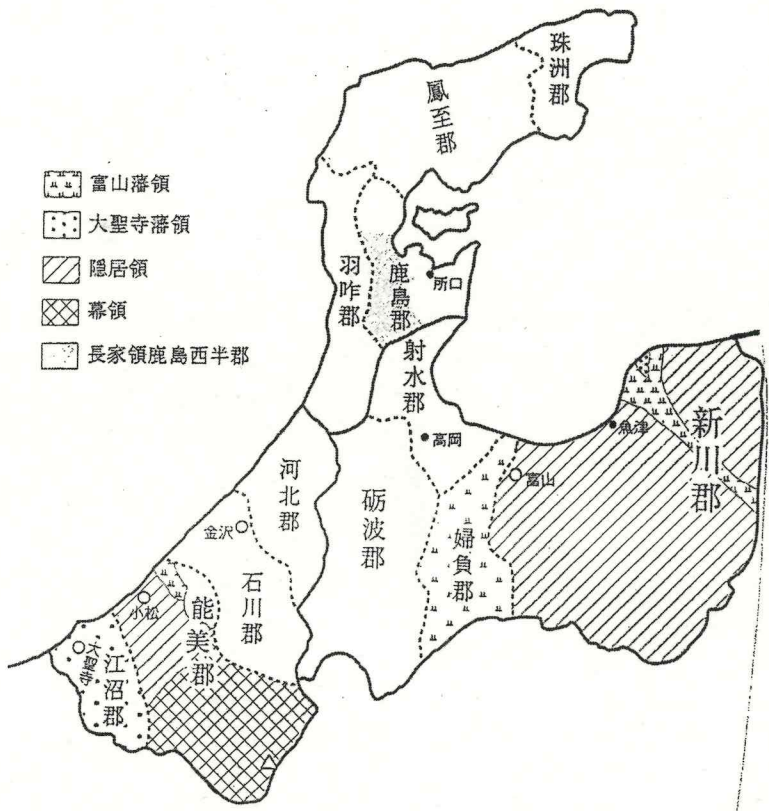 珠洲郡
鳳至郡
富山藩領
大聖寺藩領
隠居領
幕領
長家領鹿島西半郡
羽咋郡
鹿島郡
所口
射水郡
高岡
魚津
新川郡
富山
河北郡
砺波郡
婦負郡
金沢
石川郡
小松
能美郡
大聖寺
江沼郡